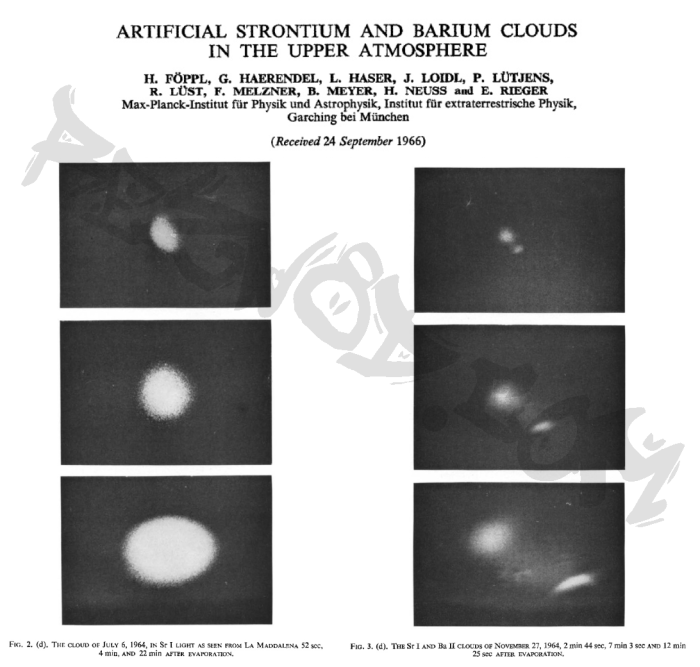 ARTIFICIAL STRONTIUM AND BARIUM CLOUDS
IN THE UPPER ATMOSPHERE
H. FÖPPL, G. HAERENDEL, L. HASER, J. LOIDL, P. LÜTJENS,
R. LÜST, F. MELZNER, B. MEYER, H. NEUSS and E. RIEGER
Max-Planck-Institut für Physik und Astrophysik, Institut für extraterrestrische Physik,
Garching bei München
(Received 24 September 1966)
FIG. 2. (d). THE CLOUD OF JULY 6, 1964, IN Sr I LIGHT AS SEEN FROM LA MADDALENA 52 sec,
4 min, AND 22 min AFTER EVAPORATION.
FIG. 3. (d). THE Sr I AND Ba II CLOUDS OF NOVEMBER 27, 1964, 2 min 44 sec, 7 min 3 sec AND 12 min
25 sec AFTER EVAPORATION.